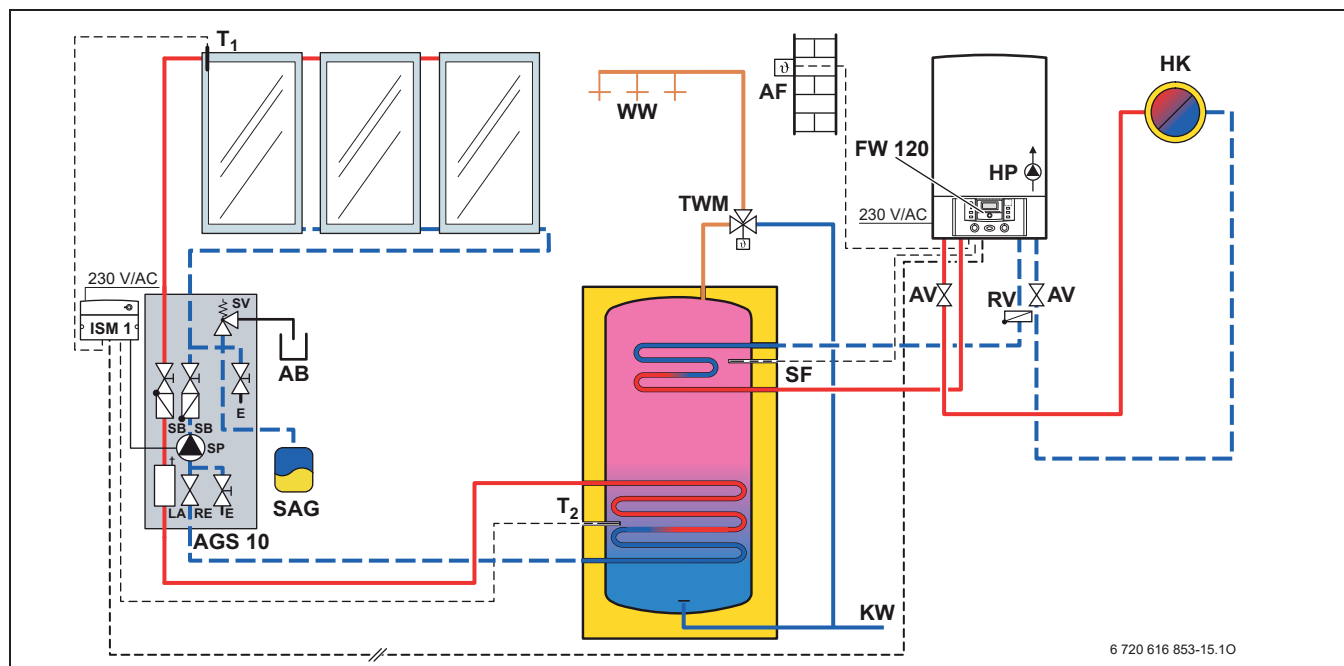 T1
WW
AF
FW 120
HP
HK
TWM
230 V/AC
230 V/AC
ISM 1
SV
AB
E
SB SB
SP
SAG
LA RE E
AGS 10
T2
SF
AV
RV
AV
KW
6 720 616 853-15.1O